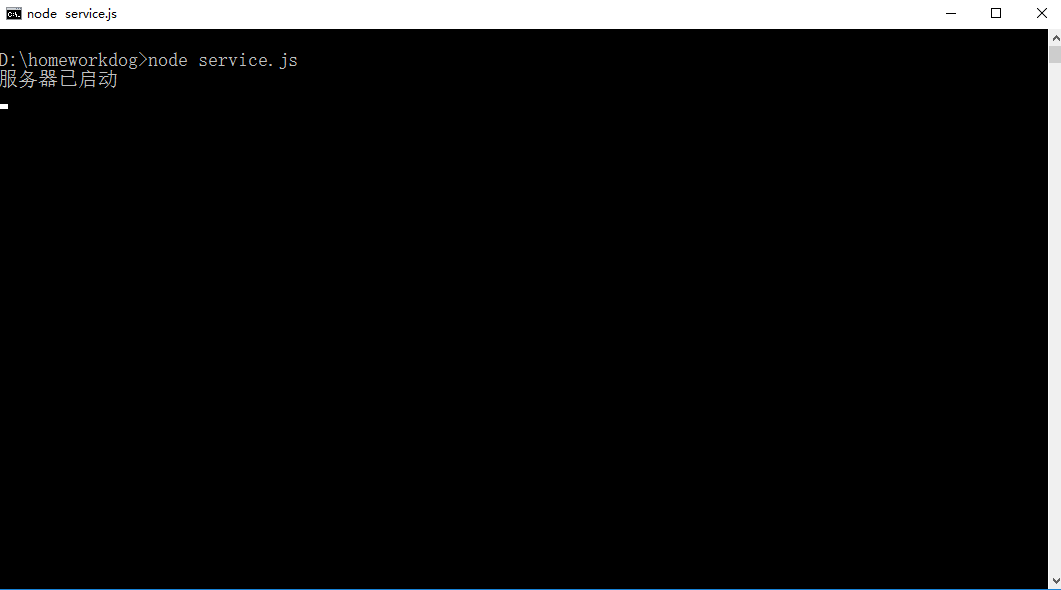 node service.js
D:\homeworkdog>node service.js
服务器已启动